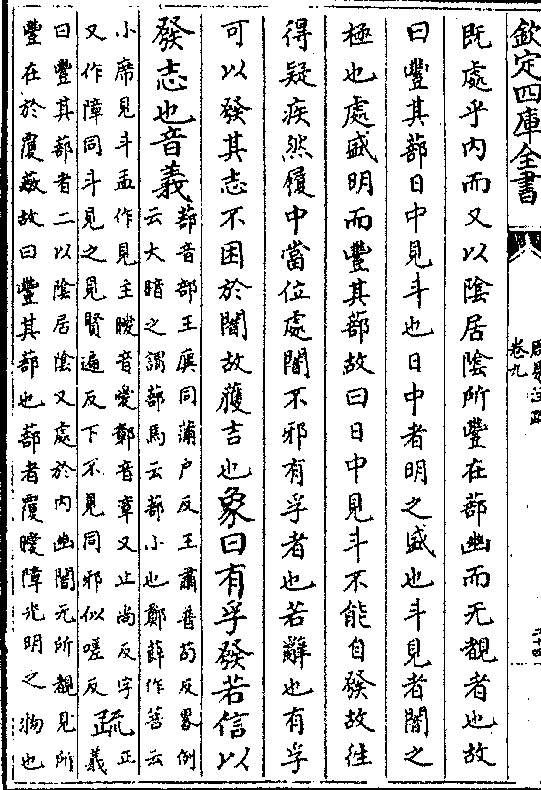 欽定四庫全書
卷九
既處乎內而又以陰居陰所豐在蔀幽而无覩者也故
曰豐其蔀日中見斗也日中者明之盛也斗見者闇之
極也處盛明而豐其蔀故曰日中見斗不能自發故往
得疑疾然履中當位處闇不邪有孚者也若辭也有孚
可以發其志不困於闇故獲吉也象曰有孚發若信以
發志也音義
蔀音部王廙同蒲户反王肅普苟反畧例
云大暗之謂蔀馬云蔀小也鄭薛作菩云
小席見斗孟作見主曖音愛鄭音章又止尚反字
又作障同斗見之見賢遍反下不見同邪似嗟反
疏
正義
曰豐其蔀者二以陰居陰又處於内幽闇无所覩見所
豐在於覆蔽故曰豐其蔀也蔀者覆曖障光明之物也